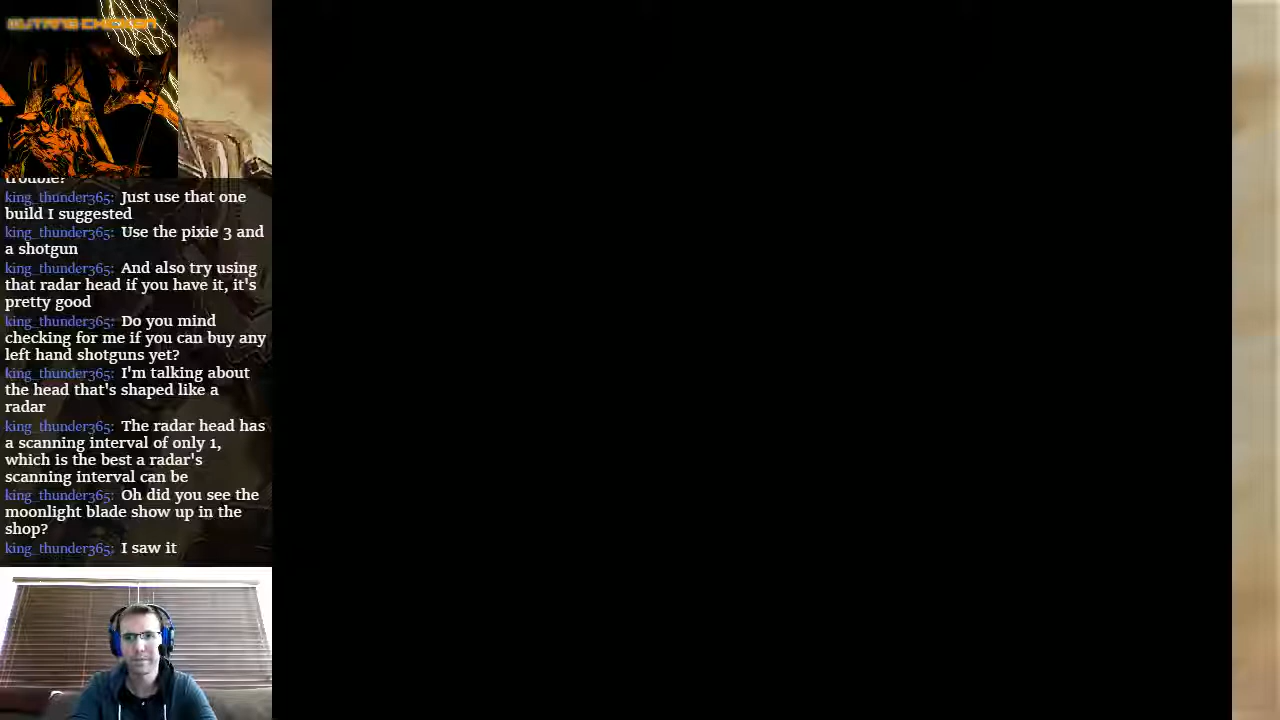 WUTANG CHICKEN
trouble?
king_thunder365: Just use that one
build I suggested
king_thunder365: Use the pixie 3 and
a shotgun
king_thunder365: And also try using
that radar head if you have it, it's
pretty good
king_thunder365: Do you mind
checking for me if you can buy any
left hand shotguns yet?
king_thunder365: I'm talking about
the head that's shaped like a
radar
king_thunder365: The radar head has
a scanning interval of only 1,
which is the best a radar's
scanning interval can be
king_thunder365: Oh did you see the
moonlight blade show up in the
shop?
king_thunder365: I saw it